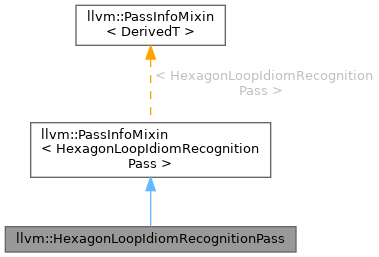 llvm::PassInfoMixin
< DerivedT >
< HexagonLoopIdiomRecognition
Pass >
llvm::PassInfoMixin
< HexagonLoopIdiomRecognition
Pass >
llvm::HexagonLoopIdiomRecognitionPass